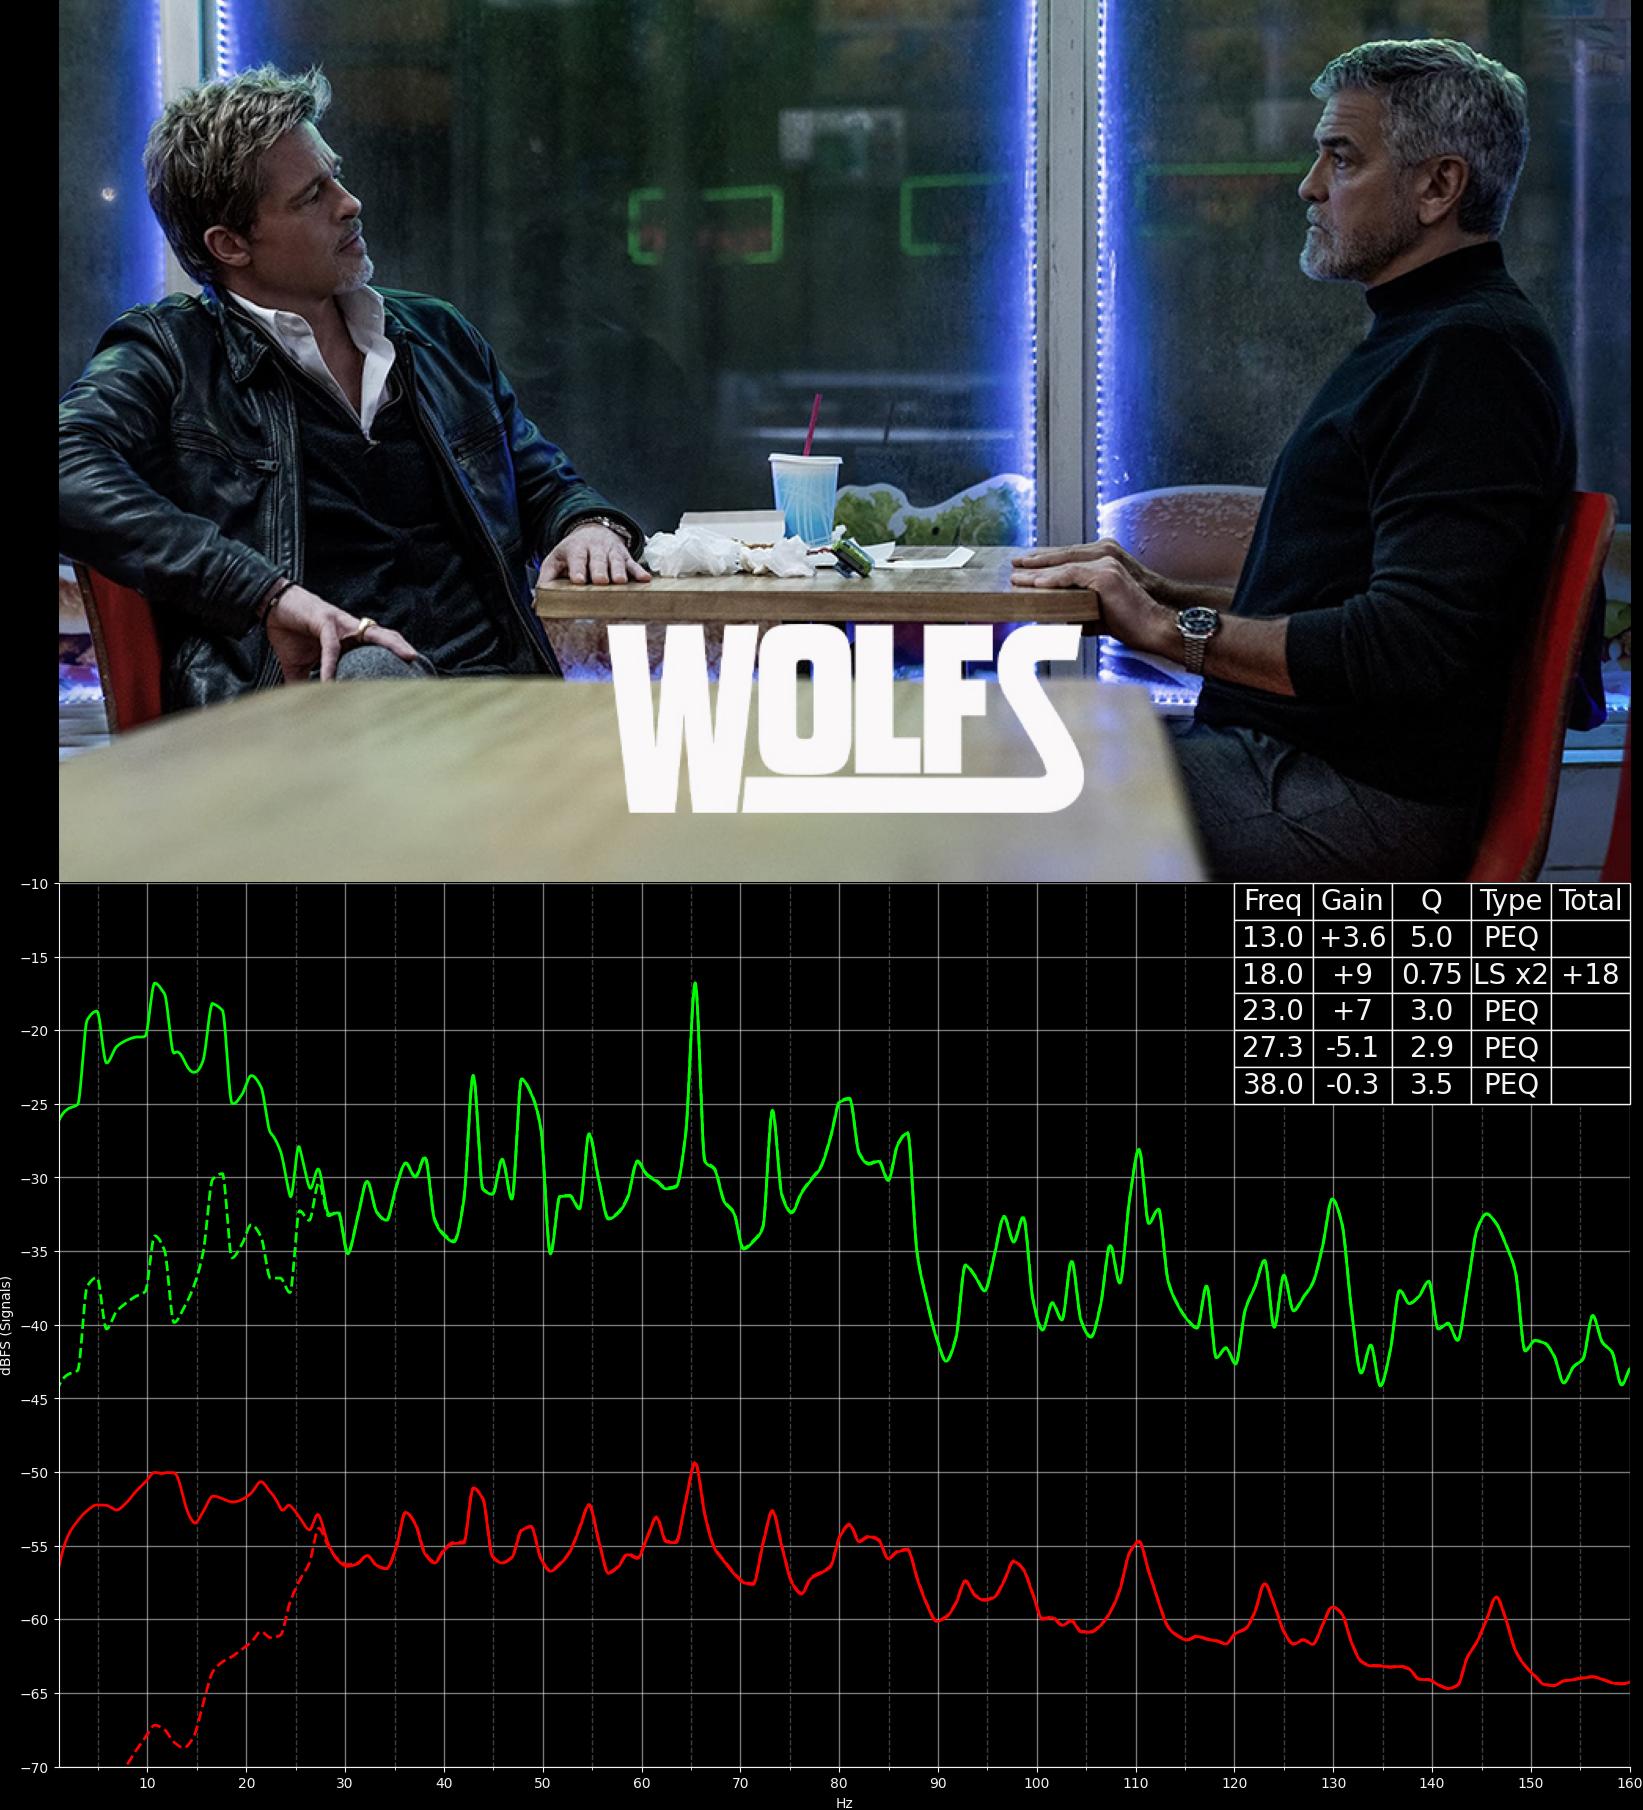 WOLFS
Freq Gain Q Type Total
13.0 +3.6 5.0 PEQ
18.0 +9 0.75 LS x2 +18
23.0 +7 3.0 PEQ
27.3 -5.1 2.9 PEQ
38.0 -0.3 3.5 PEQ
−10
−15
−20
−25
−30
−35
−40
−45
−50
−55
−60
−65
−70
dBFS (Signals)
10 20 30 40 50 60 70 80 90 100 110 120 130 140 150 160
Hz